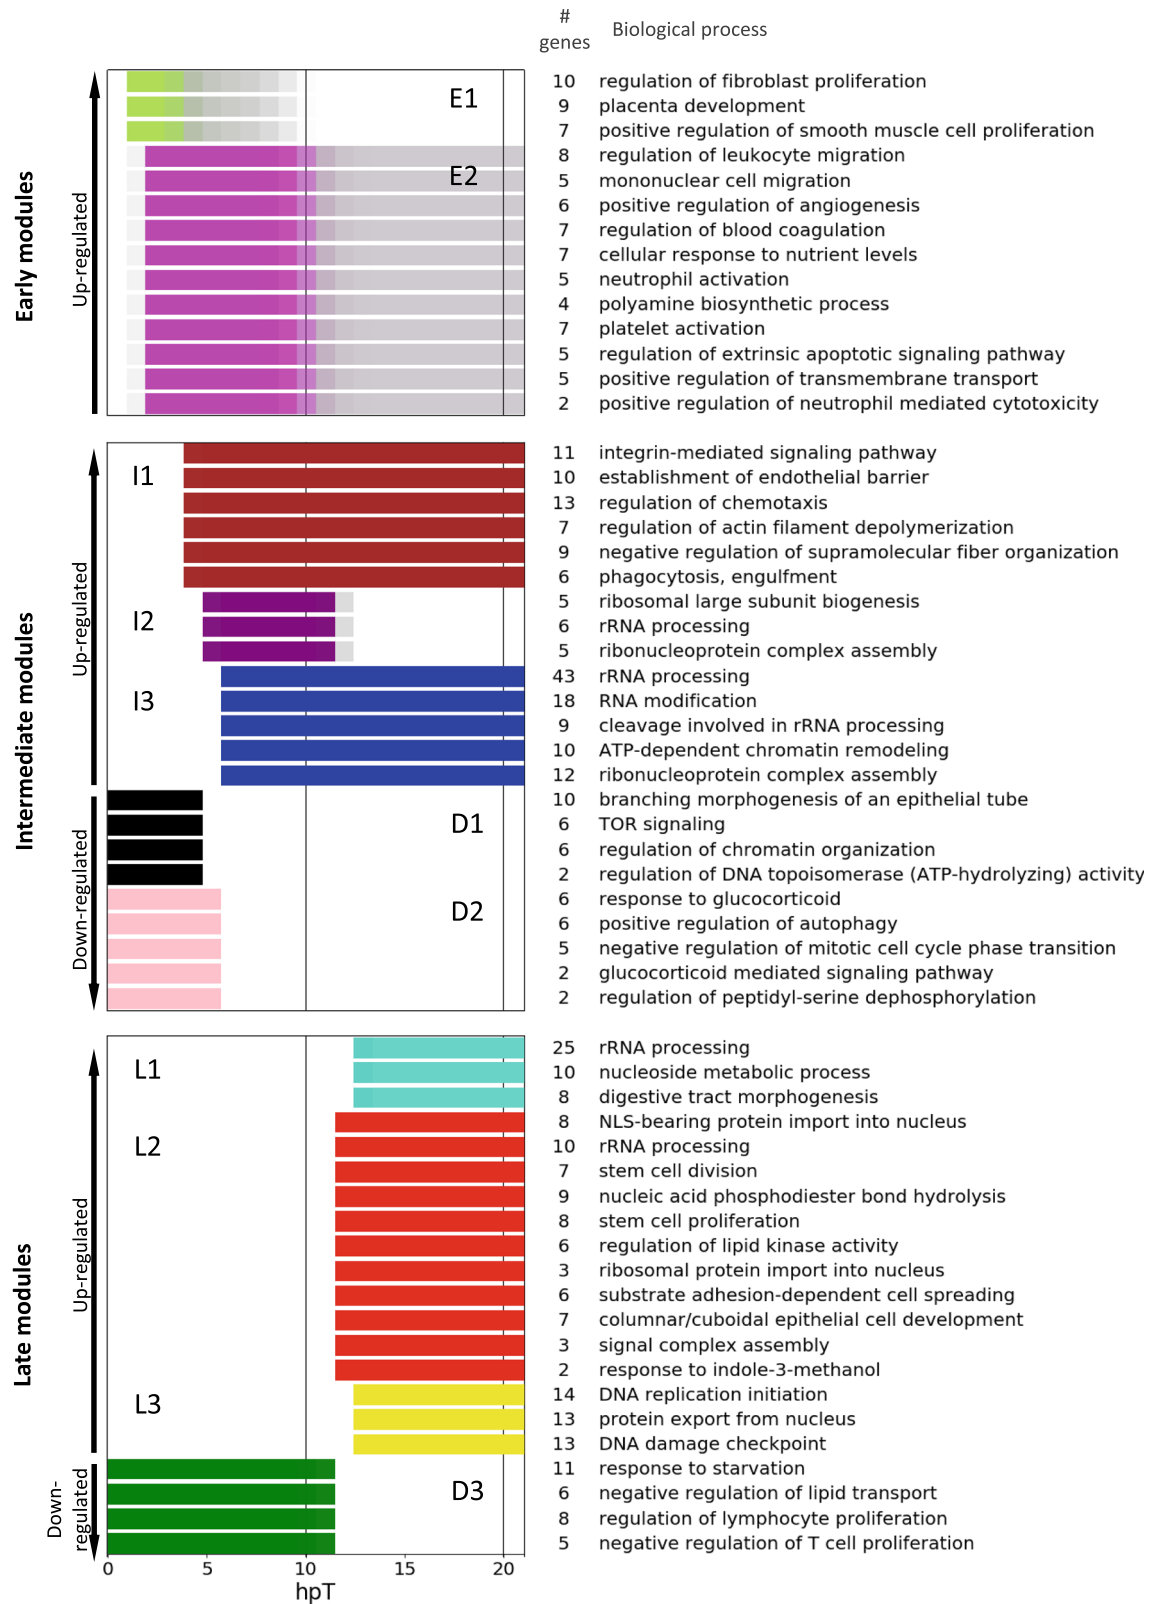 #
genes
Biological process
Early modules
Up-regulated
E1
E2
10 regulation of fibroblast proliferation
9 placenta development
7 positive regulation of smooth muscle cell proliferation
8 regulation of leukocyte migration
5 mononuclear cell migration
6 positive regulation of angiogenesis
7 regulation of blood coagulation
7 cellular response to nutrient levels
5 neutrophil activation
4 polyamine biosynthetic process
7 platelet activation
5 regulation of extrinsic apoptotic signaling pathway
5 positive regulation of transmembrane transport
2 positive regulation of neutrophil mediated cytotoxicity
Intermediate modules
Up-regulated
Down-regulated
I1
I2
I3
D1
D2
11 integrin-mediated signaling pathway
10 establishment of endothelial barrier
13 regulation of chemotaxis
7 regulation of actin filament depolymerization
9 negative regulation of supramolecular fiber organization
6 phagocytosis, engulfment
5 ribosomal large subunit biogenesis
6 rRNA processing
5 ribonucleoprotein complex assembly
43 rRNA processing
18 RNA modification
9 cleavage involved in rRNA processing
10 ATP-dependent chromatin remodeling
12 ribonucleoprotein complex assembly
10 branching morphogenesis of an epithelial tube
6 TOR signaling
6 regulation of chromatin organization
2 regulation of DNA topoisomerase (ATP-hydrolyzing) activity
6 response to glucocorticoid
6 positive regulation of autophagy
5 negative regulation of mitotic cell cycle phase transition
2 glucocorticoid mediated signaling pathway
2 regulation of peptidyl-serine dephosphorylation
Late modules
Up-regulated
Down-
regulated
L1
L2
L3
D3
25 rRNA processing
10 nucleoside metabolic process
8 digestive tract morphogenesis
8 NLS-bearing protein import into nucleus
10 rRNA processing
7 stem cell division
9 nucleic acid phosphodiester bond hydrolysis
8 stem cell proliferation
6 regulation of lipid kinase activity
3 ribosomal protein import into nucleus
6 substrate adhesion-dependent cell spreading
7 columnar/cuboidal epithelial cell development
3 signal complex assembly
2 response to indole-3-methanol
14 DNA replication initiation
13 protein export from nucleus
13 DNA damage checkpoint
11 response to starvation
6 negative regulation of lipid transport
8 regulation of lymphocyte proliferation
5 negative regulation of T cell proliferation
0 5 10 15 20
hpT